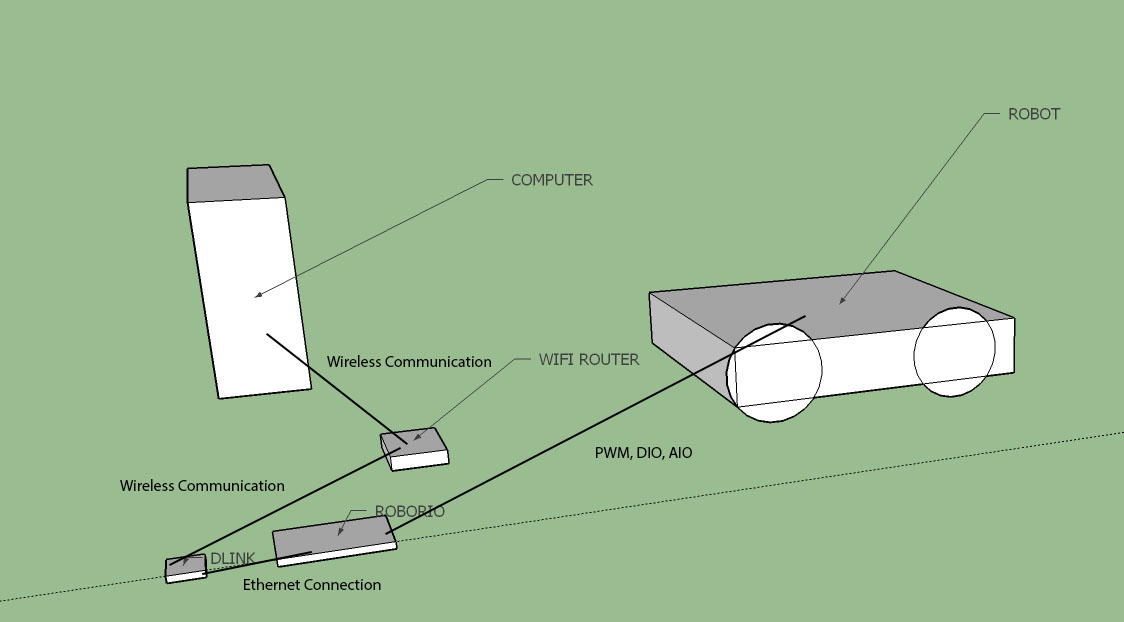 ROBOT
COMPUTER
Wireless Communication
WIFI ROUTER
PWM, DIO, AIO
Wireless Communication
ROBORIO
DLINK
Ethernet Connection